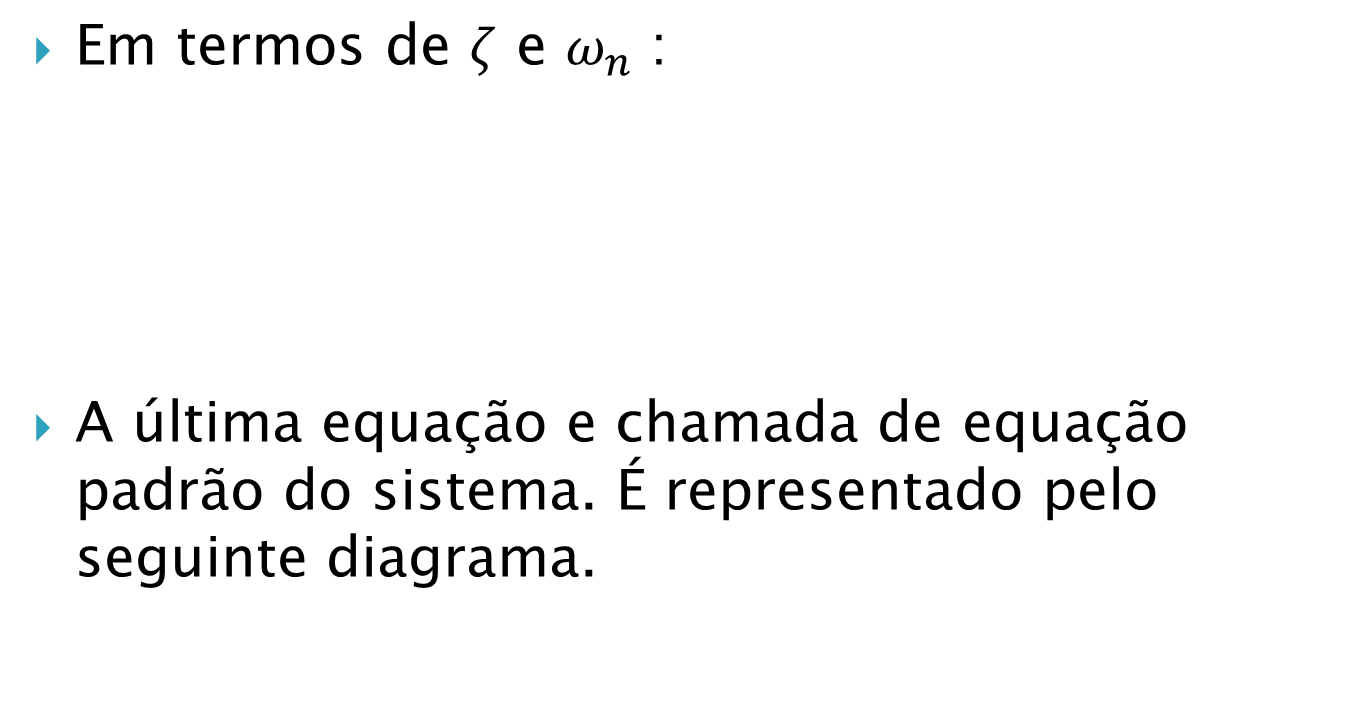 Em termos de ζ e ωₙ :
A última equação e chamada de equação
padrão do sistema. É representado pelo
seguinte diagrama.